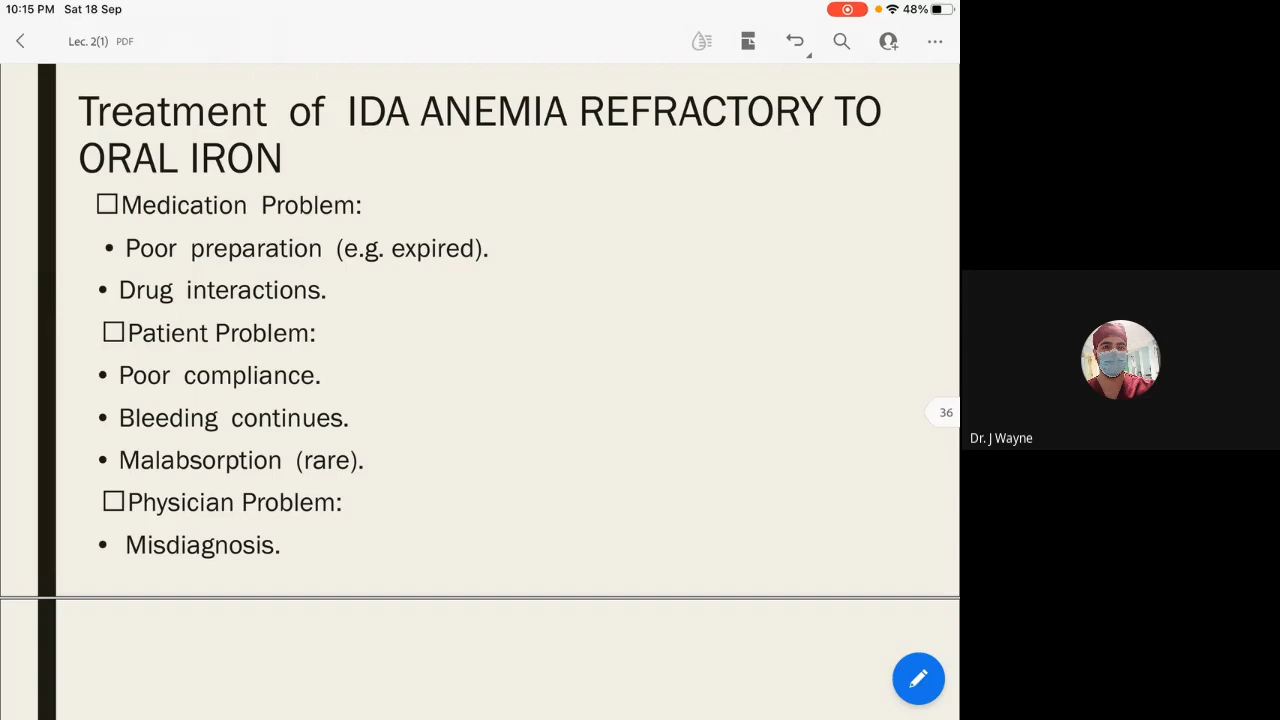 10:15 PM Sat 18 Sep
48%
Lec. 2(1) PDF
Treatment of IDA ANEMIA REFRACTORY TO
ORAL IRON
☐Medication Problem:
• Poor preparation (e.g. expired).
• Drug interactions.
☐Patient Problem:
• Poor compliance.
• Bleeding continues.
• Malabsorption (rare).
☐Physician Problem:
• Misdiagnosis.
36
Dr. J Wayne